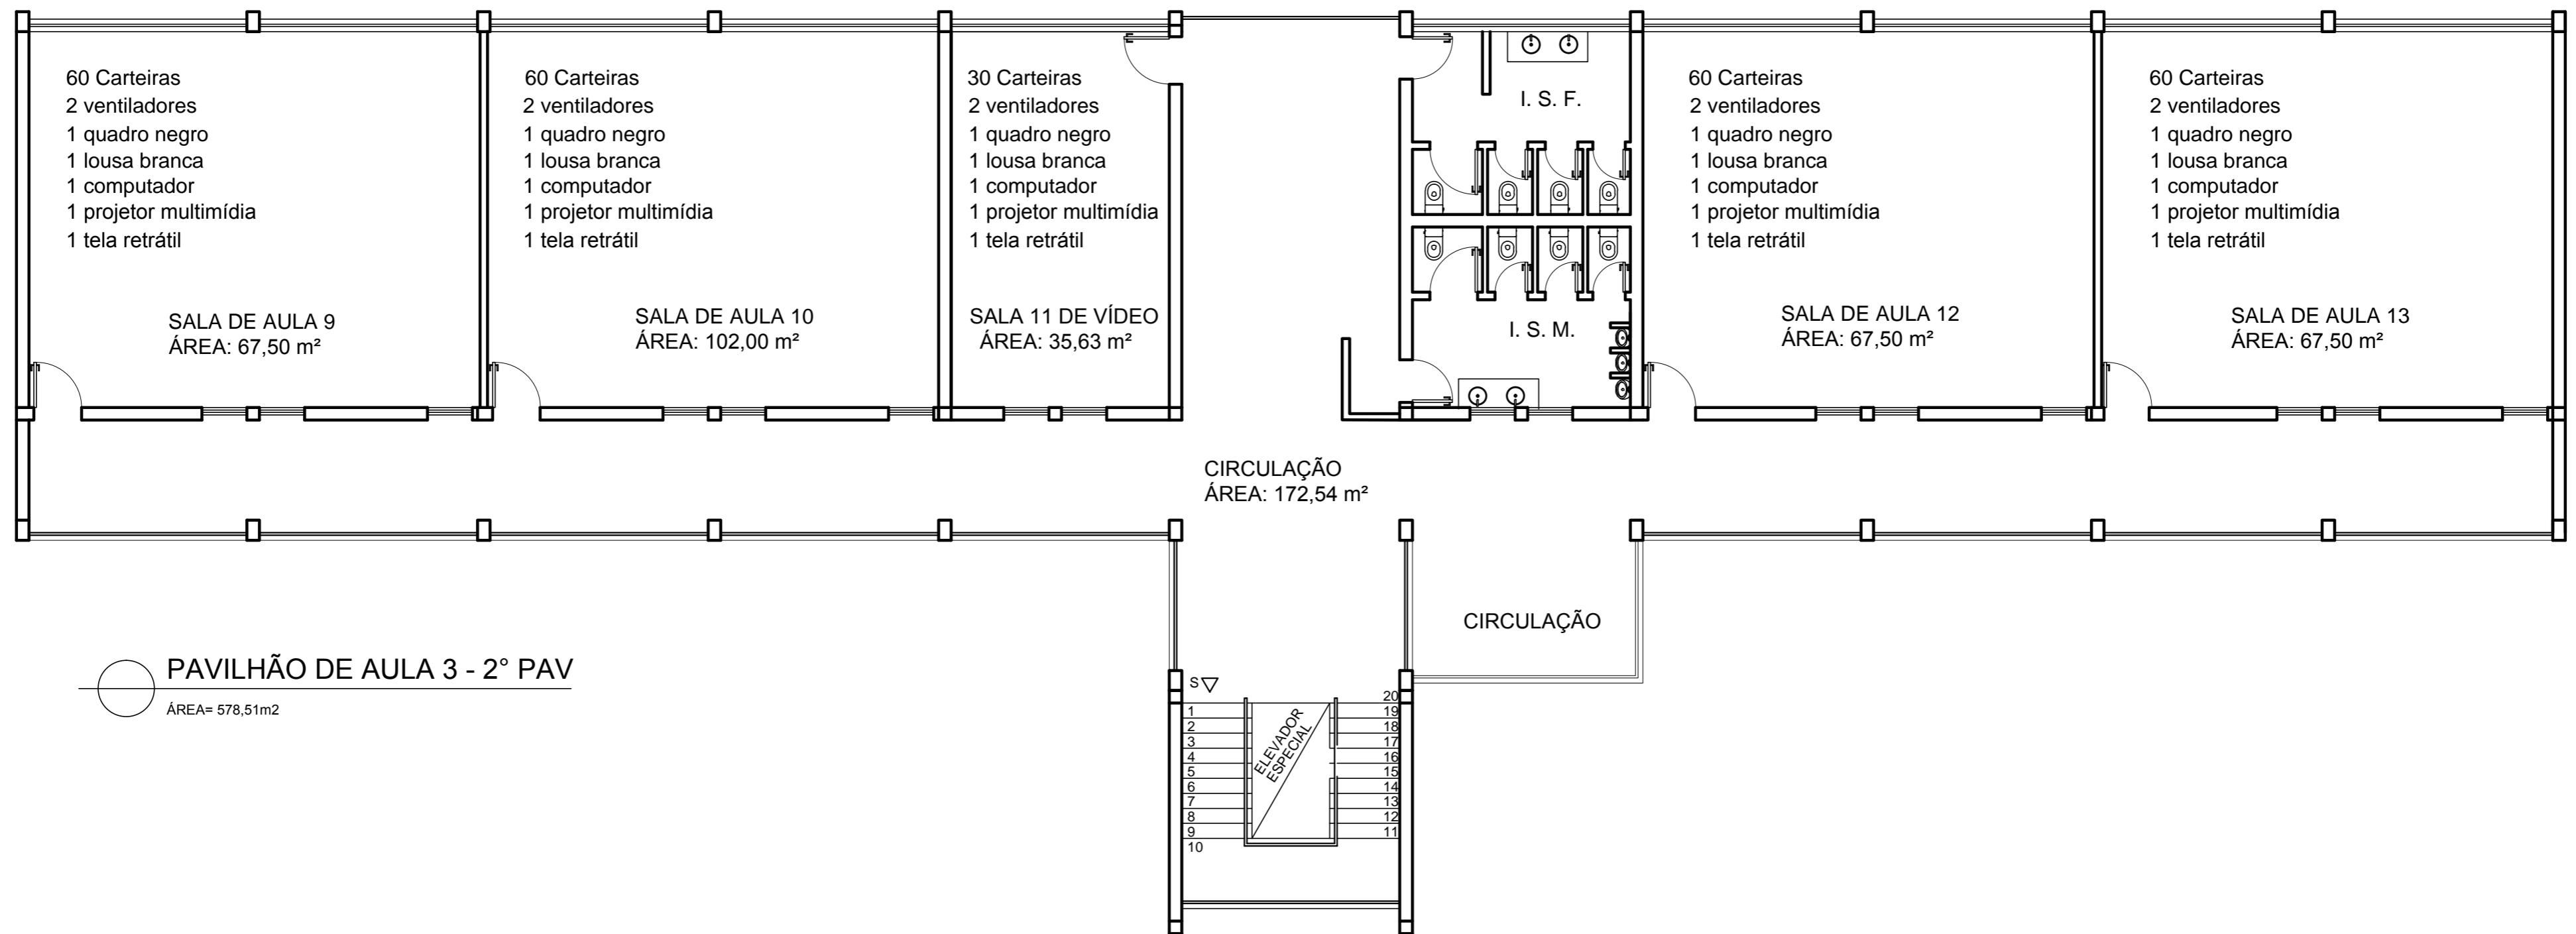 60 Carteiras
2 ventiladores
1 quadro negro
1 lousa branca
1 computador
1 projetor multimídia
1 tela retrátil
SALA DE AULA 9
ÁREA: 67,50 m²
60 Carteiras
2 ventiladores
1 quadro negro
1 lousa branca
1 computador
1 projetor multimídia
1 tela retrátil
SALA DE AULA 10
ÁREA: 102,00 m²
30 Carteiras
2 ventiladores
1 quadro negro
1 lousa branca
1 computador
1 projetor multimídia
1 tela retrátil
SALA 11 DE VÍDEO
ÁREA: 35,63 m²
I. S. F.
I. S. M.
60 Carteiras
2 ventiladores
1 quadro negro
1 lousa branca
1 computador
1 projetor multimídia
1 tela retrátil
SALA DE AULA 12
ÁREA: 67,50 m²
60 Carteiras
2 ventiladores
1 quadro negro
1 lousa branca
1 computador
1 projetor multimídia
1 tela retrátil
SALA DE AULA 13
ÁREA: 67,50 m²
CIRCULAÇÃO
ÁREA: 172,54 m²
CIRCULAÇÃO
PAVILHÃO DE AULA 3 - 2° PAV
ÁREA= 578,51m2
S
1
2
3
4
5
6
7
8
9
10
ELEVADOR
ESPECIAL
20
19
18
17
16
15
14
13
12
11